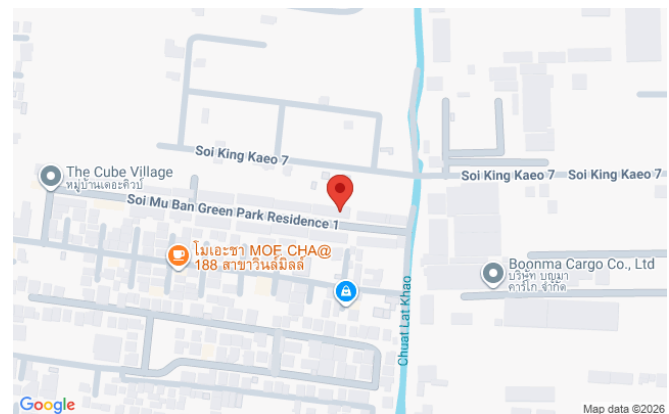 Soi King Kaeo 7
Soi King Kaeo 7
Soi King Kaeo 7
The Cube Village
หมู่บ้านเดอะคิวบ์
Soi Mu Ban Green Park Residence 1
โม่เอะชา MOE CHA@
188 สาขาวินล์มิลล์
Boonma Cargo Co., Ltd
บริษัท บุญมา
คาร์โก จำกัด
Chuat Lat Khao
Google
Map data ©2026